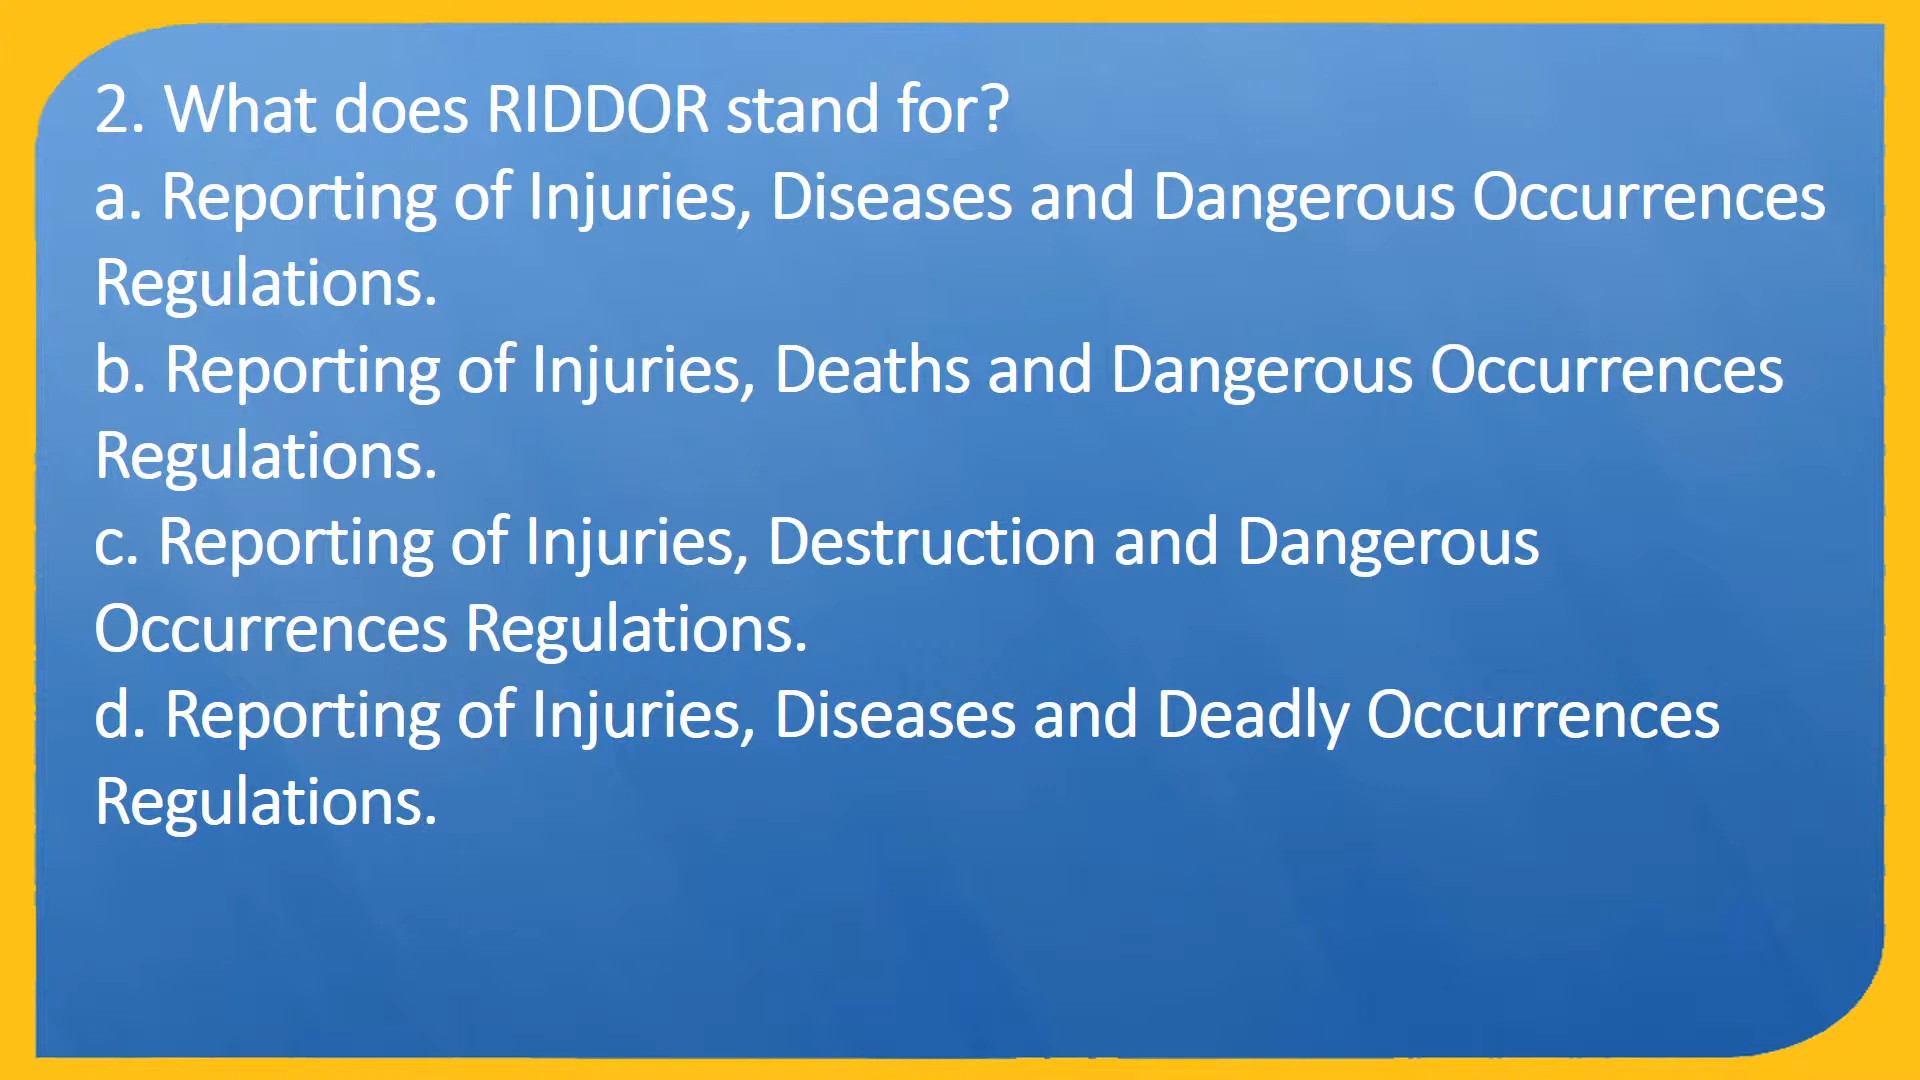 2. What does RIDDOR stand for?
a. Reporting of Injuries, Diseases and Dangerous Occurrences
Regulations.
b. Reporting of Injuries, Deaths and Dangerous Occurrences
Regulations.
c. Reporting of Injuries, Destruction and Dangerous
Occurrences Regulations.
d. Reporting of Injuries, Diseases and Deadly Occurrences
Regulations.